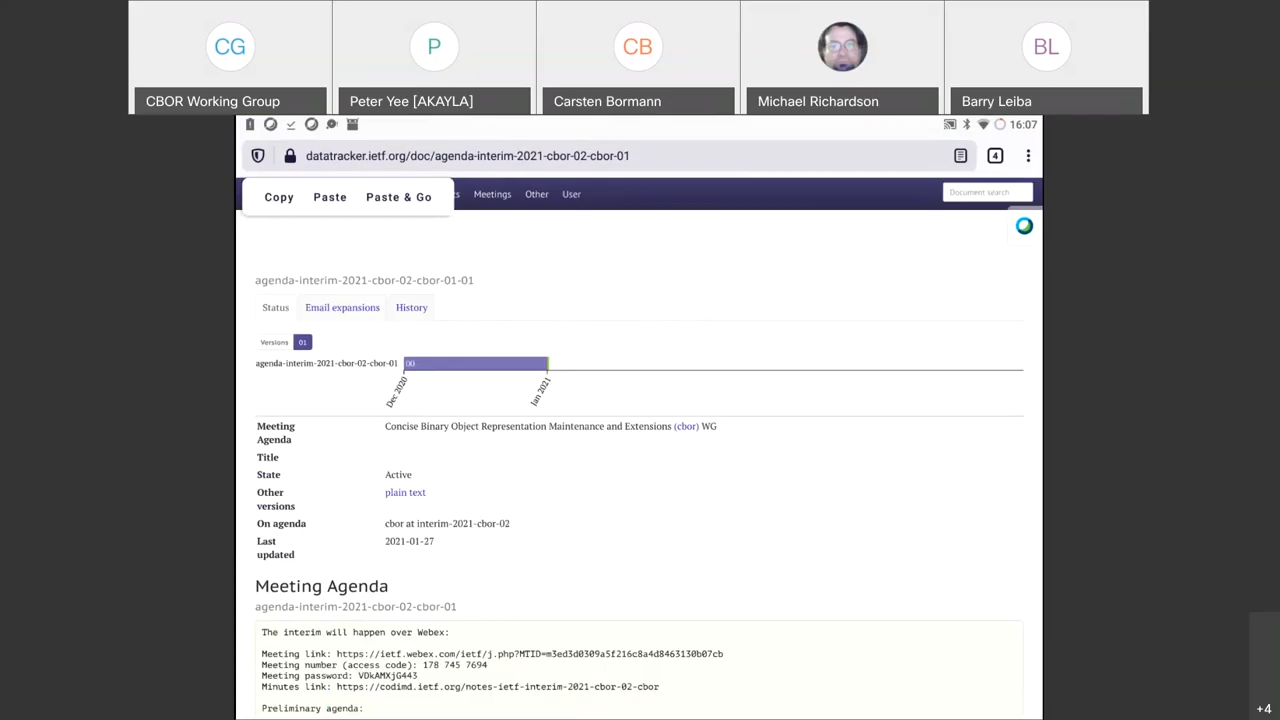 CG
P
CB
BL
CBOR Working Group
Peter Yee [AKAYLA]
Carsten Bormann
Michael Richardson
Barry Leiba
16:07
datatracker.ietf.org/doc/agenda-interim-2021-cbor-02-cbor-01
4
Copy Paste Paste & Go
Meetings Other User
Document search
agenda-interim-2021-cbor-02-cbor-01-01
Status Email expansions History
Versions 01
agenda-interim-2021-cbor-02-cbor-01 00
Dec 2020
Jan 2021
Meeting Agenda Concise Binary Object Representation Maintenance and Extensions (cbor) WG
Title
State Active
Other versions plain text
On agenda cbor at interim-2021-cbor-02
Last updated 2021-01-27
Meeting Agenda
agenda-interim-2021-cbor-02-cbor-01
The interim will happen over Webex:
Meeting link: https://ietf.webex.com/ietf/j.php?MTID=m3ed3d0309a5f216c8a4d8463130b07cb
Meeting number (access code): 178 745 7694
Meeting password: VDkAMXjG443
Minutes link: https://codimd.ietf.org/notes-ietf-interim-2021-cbor-02-cbor
Preliminary agenda:
+4